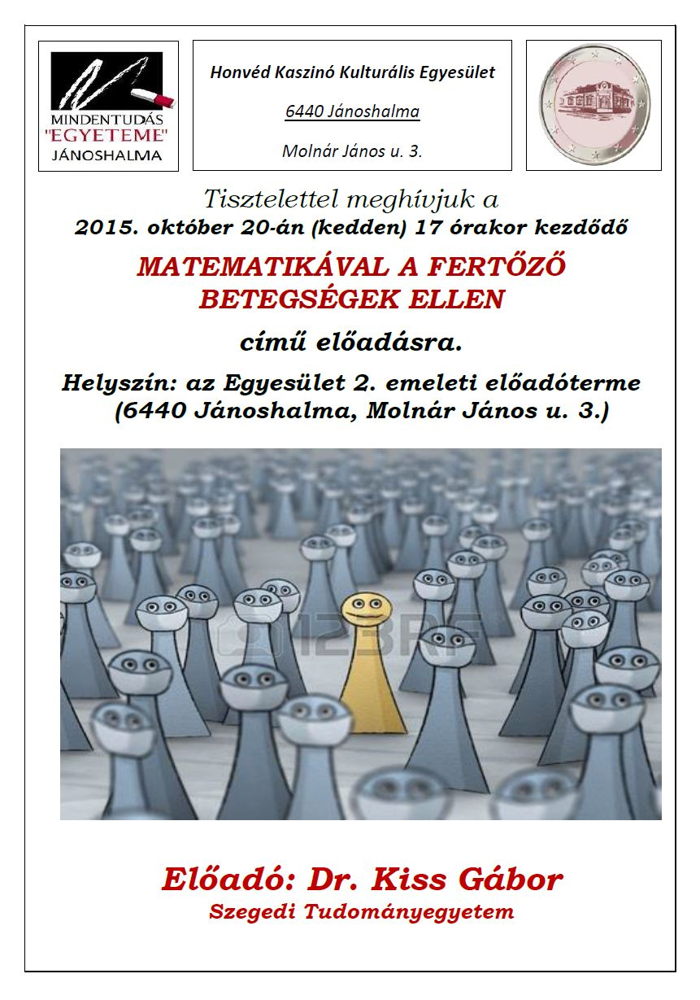 MINDENTUDÁS
"EGYETEME"
JÁNOSHALMA
Honvéd Kaszinó Kulturális Egyesület
6440 Jánoshalma
Molnár János u. 3.
Tisztelettel meghívjuk a
2015. október 20-án (kedden) 17 órakor kezdődő
MATEMATIKÁVAL A FERTŐZŐ
BETEGSÉGEK ELLEN
című előadásra.
Helyszín: az Egyesület 2. emeleti előadóterme
(6440 Jánoshalma, Molnár János u. 3.)
123RF
Előadó: Dr. Kiss Gábor
Szegedi Tudományegyetem